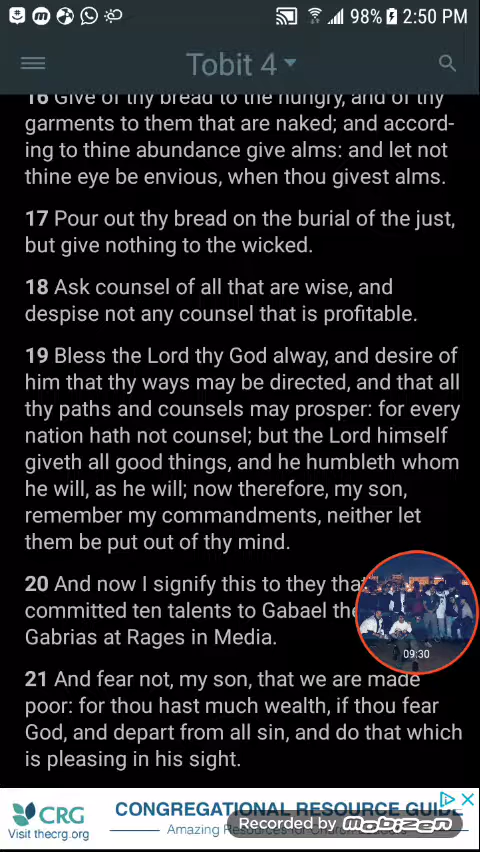 98% 2:50 PM
Tobit 4
16 Give of thy bread to the hungry, and of thy
garments to them that are naked; and accord-
ing to thine abundance give alms: and let not
thine eye be envious, when thou givest alms.
17 Pour out thy bread on the burial of the just,
but give nothing to the wicked.
18 Ask counsel of all that are wise, and
despise not any counsel that is profitable.
19 Bless the Lord thy God alway, and desire of
him that thy ways may be directed, and that all
thy paths and counsels may prosper: for every
nation hath not counsel; but the Lord himself
giveth all good things, and he humbleth whom
he will, as he will; now therefore, my son,
remember my commandments, neither let
them be put out of thy mind.
20 And now I signify this to they that
committed ten talents to Gabael the
Gabrias at Rages in Media.
09:30
21 And fear not, my son, that we are made
poor: for thou hast much wealth, if thou fear
God, and depart from all sin, and do that which
is pleasing in his sight.
CRG
Visit thecrg.org
CONGREGATIONAL RESOURCE GUIDE
Amazing Resources for
Recorded by
MOBIZEN